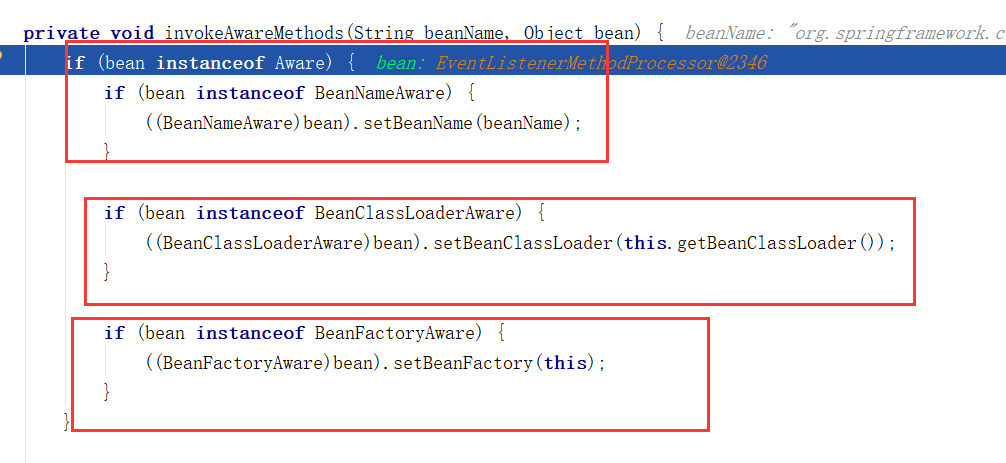 private void invokeAwareMethods(String beanName, Object bean) { beanName: "org.springframework.c
if (bean instanceof Aware) { bean: EventListenerMethodProcessor@2346
if (bean instanceof BeanNameAware) {
((BeanNameAware)bean).setBeanName(beanName);
}
if (bean instanceof BeanClassLoaderAware) {
((BeanClassLoaderAware)bean).setBeanClassLoader(this.getBeanClassLoader());
}
if (bean instanceof BeanFactoryAware) {
((BeanFactoryAware)bean).setBeanFactory(this);
}
}